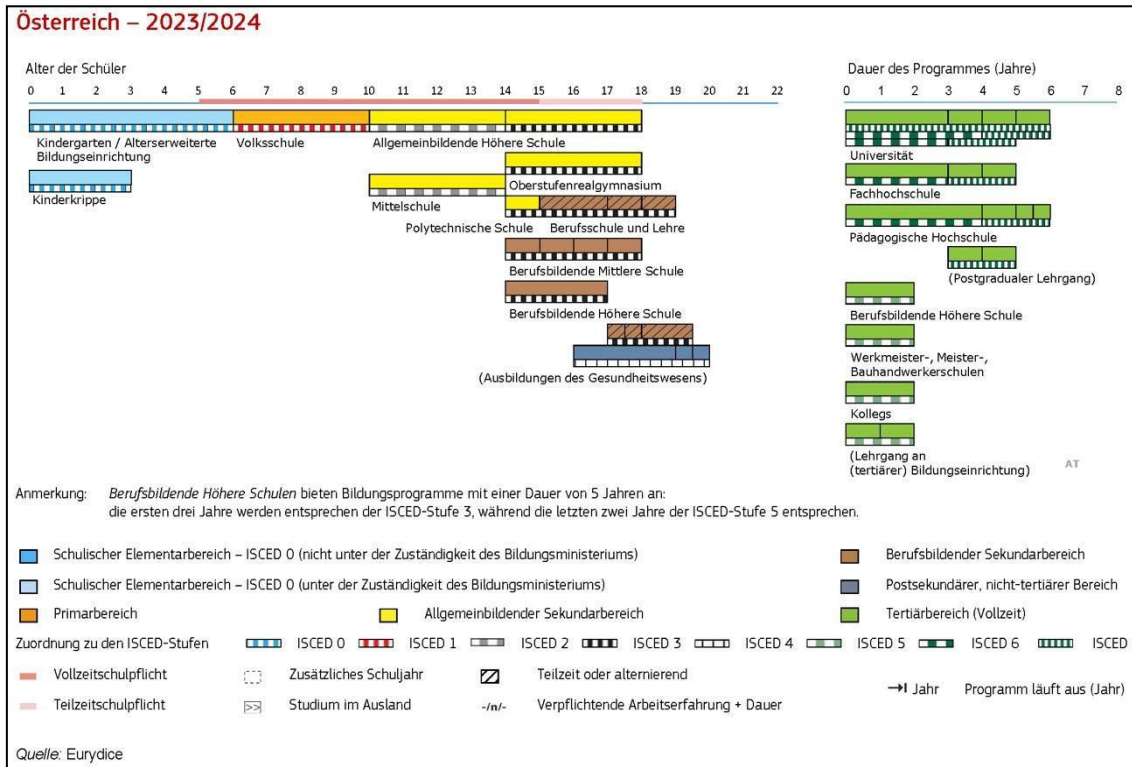 Österreich – 2023/2024
Alter der Schüler
0 1 2 3 4 5 6 7 8 9 10 11 12 13 14 15 16 17 18 19 20 22
Kindergarten / Alterserweiterte
Bildungseinrichtung
Volksschule
Allgemeinbildende Höhere Schule
Kinderkrippe
Mittelschule
Oberstufenrealgymnasium
Polytechnische Schule
Berufsschule und Lehre
Berufsbildende Mittlere Schule
Berufsbildende Höhere Schule
(Ausbildungen des Gesundheitswesens)
Dauer des Programmes (Jahre)
0 1 2 3 4 5 6 7 8
Universität
Fachhochschule
Pädagogische Hochschule
(Postgradualer Lehrgang)
Berufsbildende Höhere Schule
Werkmeister-, Meister-,
Bauhandwerkerschulen
Kollegs
(Lehrgang an
(tertiärer) Bildungseinrichtung)
AT
Anmerkung: Berufsbildende Höhere Schulen bieten Bildungsprogramme mit einer Dauer von 5 Jahren an:
die ersten drei Jahre werden entsprechen der ISCED-Stufe 3, während die letzten zwei Jahre der ISCED-Stufe 5 entsprechen.
Schulischer Elementarbereich – ISCED 0 (nicht unter der Zuständigkeit des Bildungsministeriums)
Berufsbildender Sekundarbereich
Schulischer Elementarbereich – ISCED 0 (unter der Zuständigkeit des Bildungsministeriums)
Postsekundärer, nicht-tertiärer Bereich
Primarbereich
Allgemeinbildender Sekundarbereich
Tertiärbereich (Vollzeit)
Zuordnung zu den ISCED-Stufen ISCED 0 ISCED 1 ISCED 2 ISCED 3 ISCED 4 ISCED 5 ISCED 6 ISCED
Vollzeitschulpflicht
Zusätzliches Schuljahr
Teilzeit oder alternierend
Jahr Programm läuft aus (Jahr)
Teilzeitschulpflicht
>> Studium im Ausland
-/n/- Verpflichtende Arbeitserfahrung + Dauer
Quelle: Eurydice